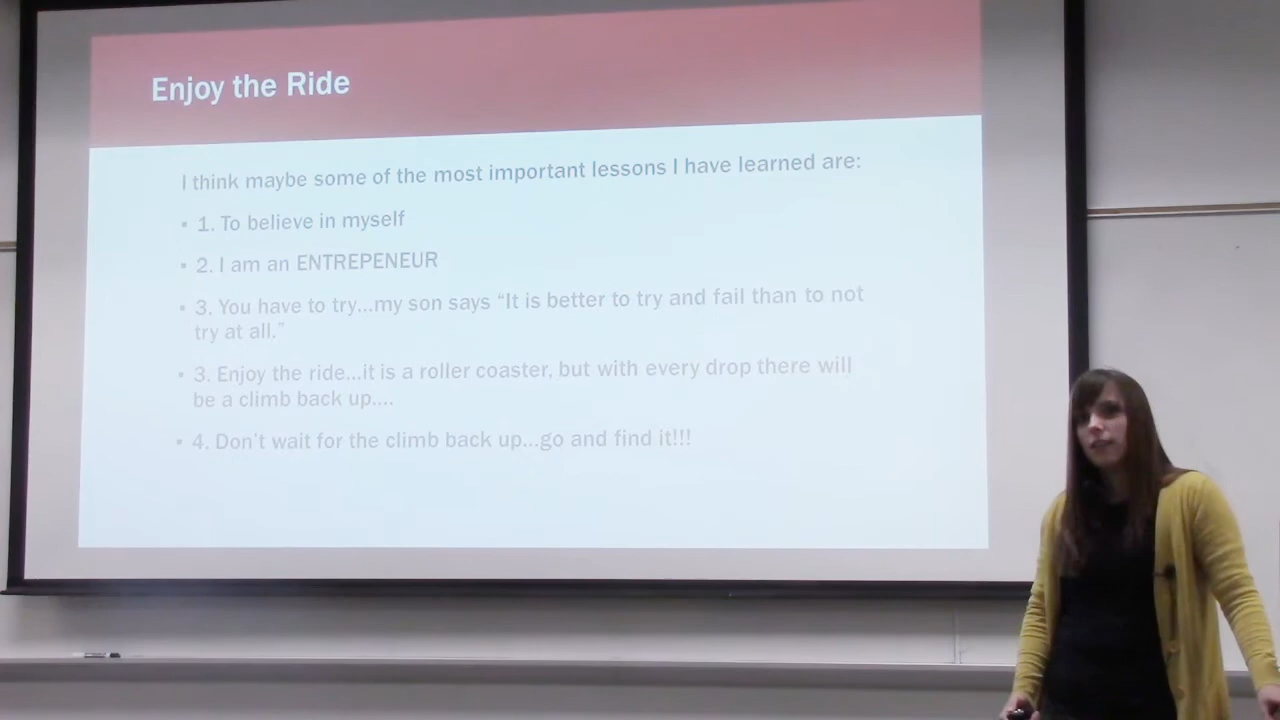 Enjoy the Ride
I think maybe some of the most important lessons I have learned are:
▪ 1. To believe in myself
▪ 2. I am an ENTREPENEUR
▪ 3. You have to try...my son says “It is better to try and fail than to not
try at all.”
▪ 3. Enjoy the ride...it is a roller coaster, but with every drop there will
be a climb back up....
▪ 4. Don't wait for the climb back up...go and find it!!!